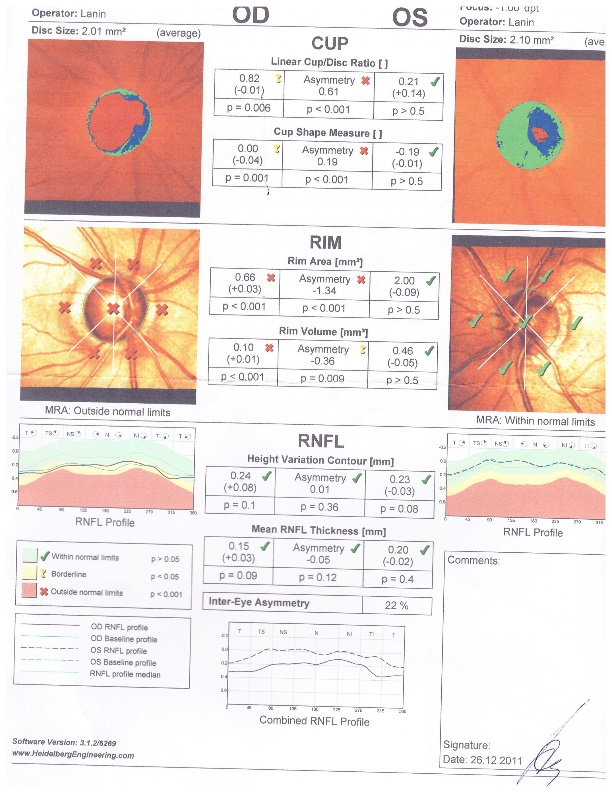 Focus: -1.00 dpt
Operator: Lanin
OD
OS
Operator: Lanin
Disc Size: 2.01 mm² (average)
Disc Size: 2.10 mm² (ave
CUP
Linear Cup/Disc Ratio [ ]
0.82 Asymmetry 0.21
(-0.01) 0.61 (+0.14)
p = 0.006 p < 0.001 p > 0.5
Cup Shape Measure [ ]
0.00 Asymmetry -0.19
(-0.04) 0.19 (-0.01)
p = 0.001 p < 0.001 p > 0.5
RIM
Rim Area [mm²]
0.66 Asymmetry 2.00
(+0.03) -1.34 (-0.09)
p < 0.001 p < 0.001 p > 0.5
Rim Volume [mm³]
0.10 Asymmetry 0.46
(+0.01) -0.36 (-0.05)
p < 0.001 p = 0.009 p > 0.5
MRA: Outside normal limits
MRA: Within normal limits
RNFL
Height Variation Contour [mm]
0.24 Asymmetry 0.23
(+0.08) 0.01 (-0.03)
p = 0.1 p = 0.36 p = 0.08
RNFL Profile
RNFL Profile
Mean RNFL Thickness [mm]
0.15 Asymmetry 0.20
(+0.03) -0.05 (-0.02)
p = 0.09 p = 0.12 p = 0.4
Within normal limits p > 0.05
Borderline p < 0.05
Outside normal limits p < 0.001
Comments:
Inter-Eye Asymmetry 22 %
OD RNFL profile
OD Baseline profile
OS RNFL profile
OS Baseline profile
RNFL profile median
T TS NS N NI TI T
Combined RNFL Profile
Software Version: 3.1.2/6269
www.HeidelbergEngineering.com
Signature:
Date: 26.12.2011